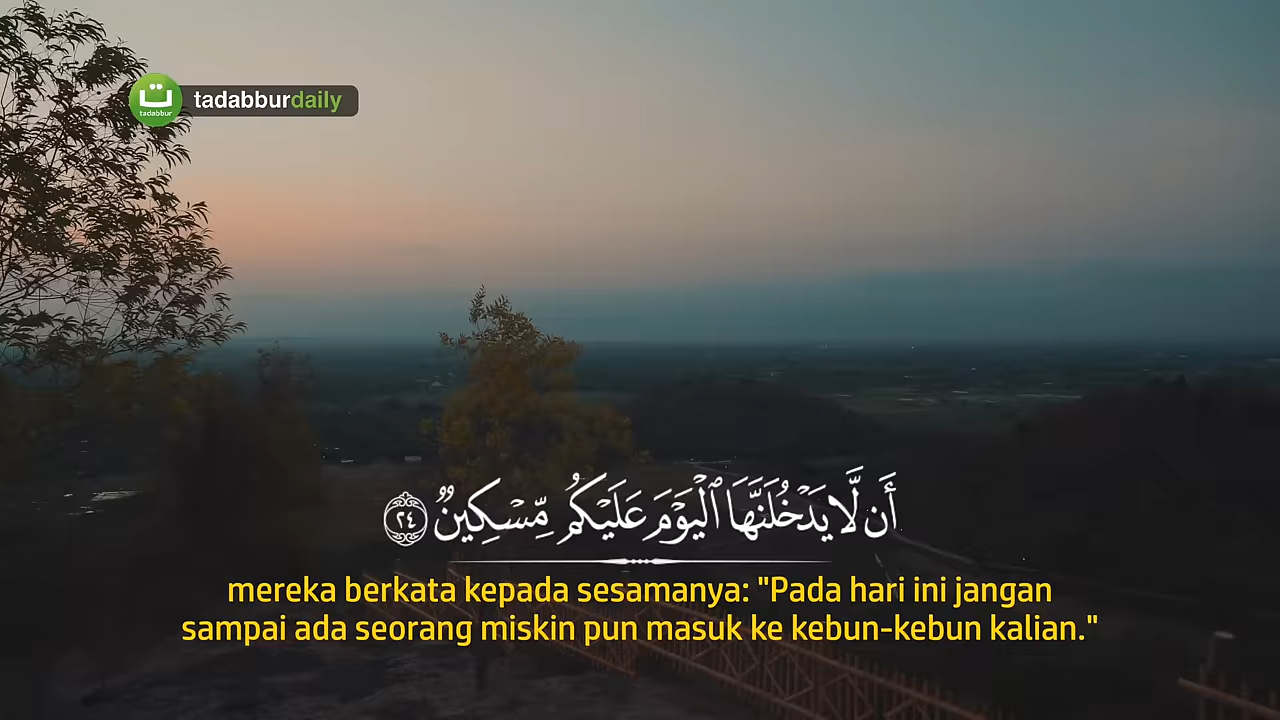 ت
tadabbur
tadabburdaily
أَن لَّا يَدْخُلَنَّهَا ٱلْيَوْمَ عَلَيْكُم مِّسْكِينٌۭ ٢٤
mereka berkata kepada sesamanya: "Pada hari ini jangan
sampai ada seorang miskin pun masuk ke kebun-kebun kalian."